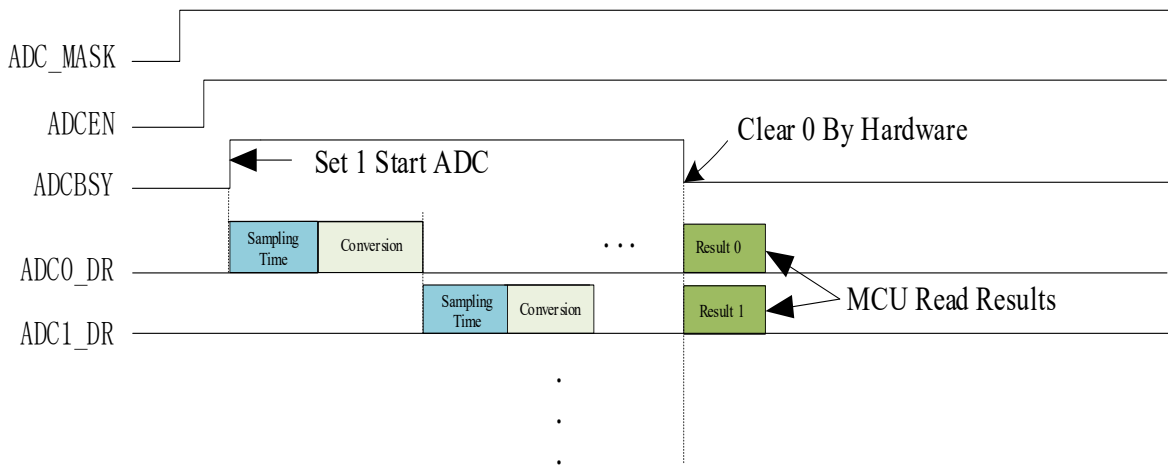 ADC_MASK
ADCEN
Clear 0 By Hardware
Set 1 Start ADC
ADCBSY
Sampling
Time
Conversion
...
Result 0
ADC0_DR
MCU Read Results
Sampling
Time
Conversion
Result 1
ADC1_DR